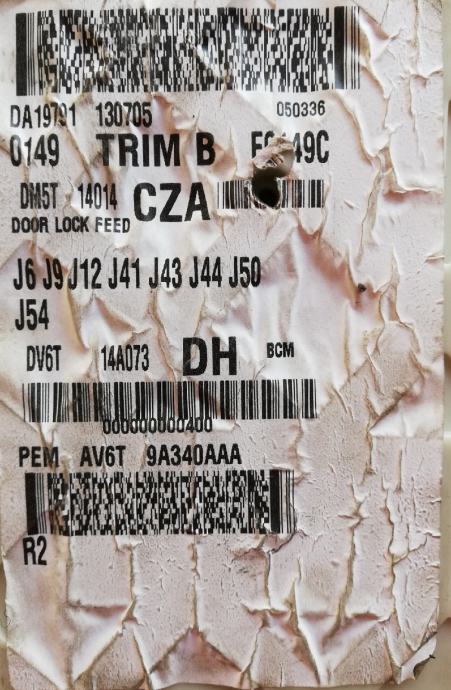 130705 050336
0149 TRIM B
DM5T 14014 CZA
DOOR LOCK FEED
J6 J9 J12 J41 J43 J44 J50
J54
DV6T 14A073 DH BCM
000000000400
PEM AV6T 9A340AAA
R2